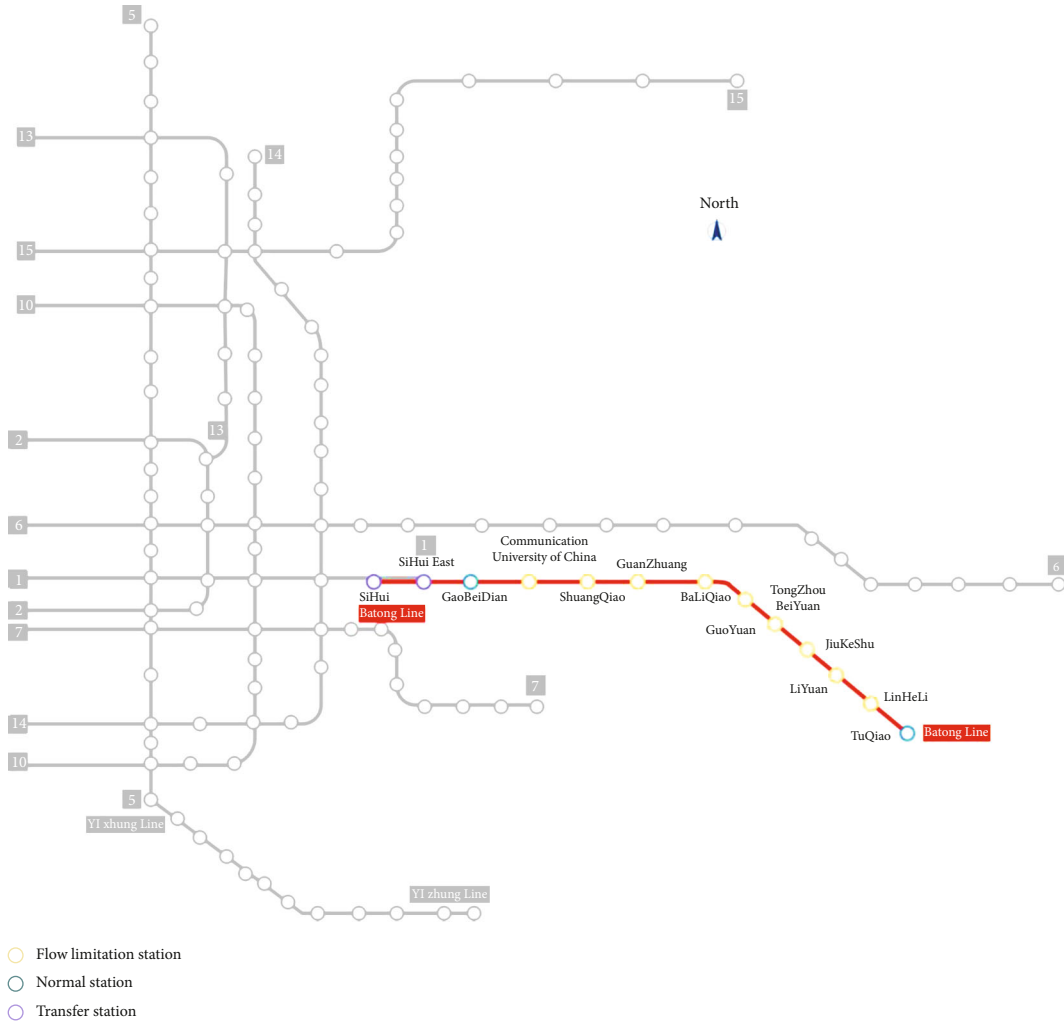 5
15
13
14
North
15
10
13
2
6
Communication
University of China
1
SiHui East
GuanZhuang
6
1
SiHui
GaoBeiDian
ShuangQiao
BaLiQiao
TongZhou
BeiYuan
2
Batong Line
7
GuoYuan
JiuKeShu
LiYuan
LinHeLi
7
14
TuQiao
Batong Line
10
5
YI xhung Line
YI zhung Line
Flow limitation station
Normal station
Transfer station